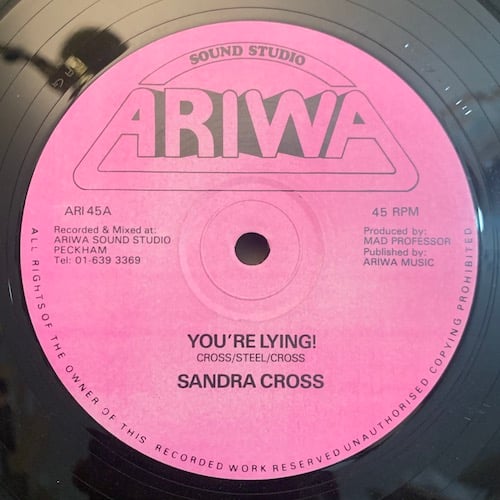 SOUND STUDIO
ARIWA
ARI 45A
45 RPM
Recorded & Mixed at:
ARIWA SOUND STUDIO
PECKHAM
Tel: 01-639 3369
Produced by:
MAD PROFESSOR
Published by:
ARIWA MUSIC
YOU'RE LYING!
CROSS/STEEL/CROSS
SANDRA CROSS
ALL RIGHTS OF THE OWNER OF THIS RECORDED WORK RESERVED UNAUTHORISED COPYING PROHIBITED